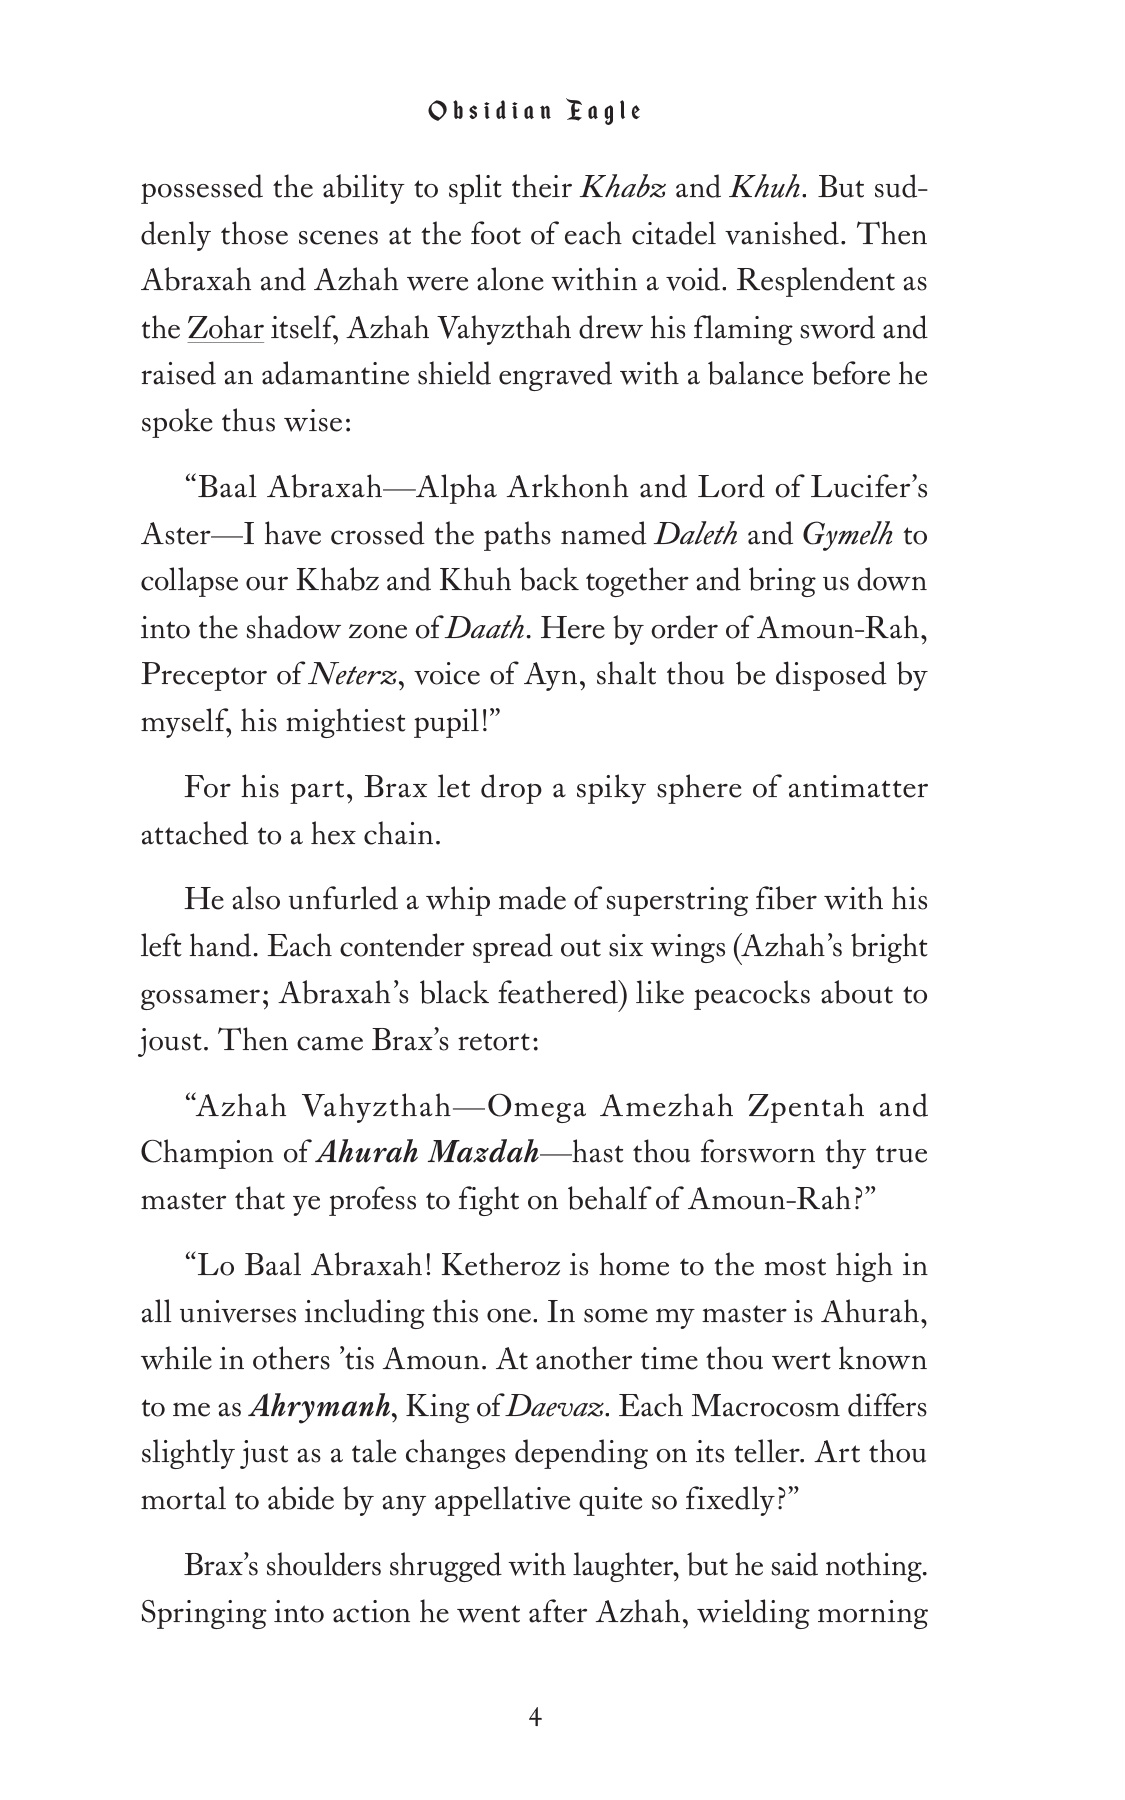 Obsidian Eagle
possessed the ability to split their Khabz and Khuh. But sud-
denly those scenes at the foot of each citadel vanished. Then
Abraxah and Azhah were alone within a void. Resplendent as
the Zohar itself, Azhah Vahyzthah drew his flaming sword and
raised an adamantine shield engraved with a balance before he
spoke thus wise:
“Baal Abraxah—Alpha Arkhonh and Lord of Lucifer’s
Aster—I have crossed the paths named Daleth and Gymelh to
collapse our Khabz and Khuh back together and bring us down
into the shadow zone of Daath. Here by order of Amoun-Rah,
Preceptor of Neterz, voice of Ayn, shalt thou be disposed by
myself, his mightiest pupil!”
For his part, Brax let drop a spiky sphere of antimatter
attached to a hex chain.
He also unfurled a whip made of superstring fiber with his
left hand. Each contender spread out six wings (Azhah’s bright
gossamer; Abraxah’s black feathered) like peacocks about to
joust. Then came Brax’s retort:
“Azhah Vahyzthah—Omega Amezhah Zpentah and
Champion of Ahurah Mazdah—hast thou forsworn thy true
master that ye profess to fight on behalf of Amoun-Rah?”
“Lo Baal Abraxah! Ketheroz is home to the most high in
all universes including this one. In some my master is Ahurah,
while in others ’tis Amoun. At another time thou wert known
to me as Ahrymanh, King of Daevaz. Each Macrocosm differs
slightly just as a tale changes depending on its teller. Art thou
mortal to abide by any appellative quite so fixedly?”
Brax’s shoulders shrugged with laughter, but he said nothing.
Springing into action he went after Azhah, wielding morning
4